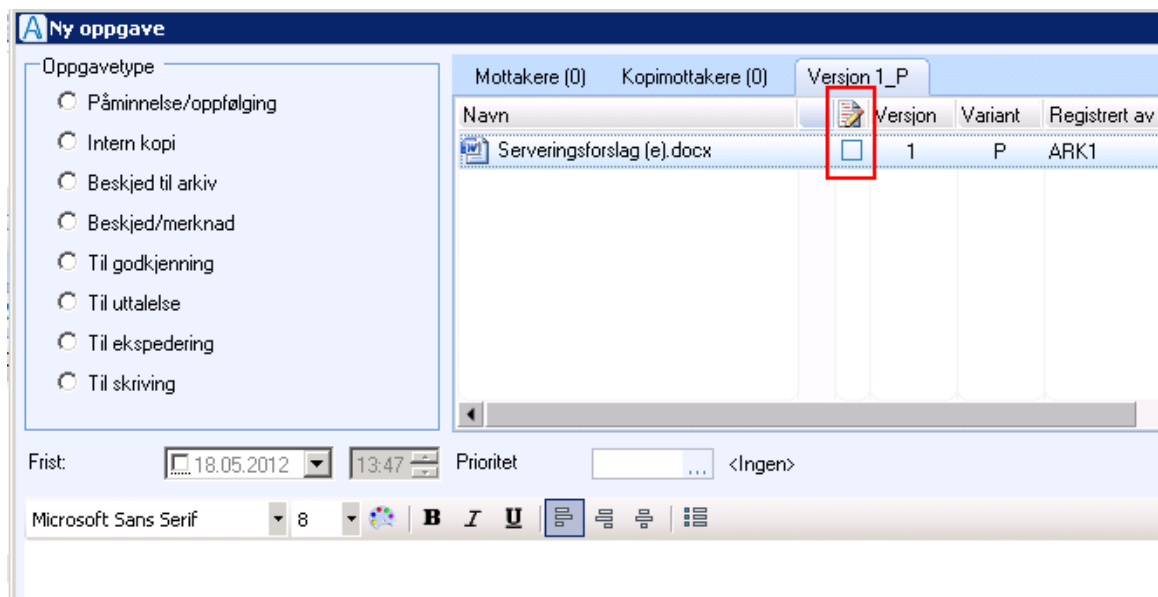 Ny oppgave
Oppgavetype
Påminnelse/oppfølging
Intern kopi
Beskjed til arkiv
Beskjed/merknad
Til godkjenning
Til uttalelse
Til ekspedering
Til skriving
Mottakere (0) Kopimottakere (0) Versjon 1_P
Navn Versjon Variant Registrert av
Serveringsforslag (e).docx 1 P ARK1
Frist: 18.05.2012 13:47 Prioritet ... <Ingen>
Microsoft Sans Serif 8 B I U